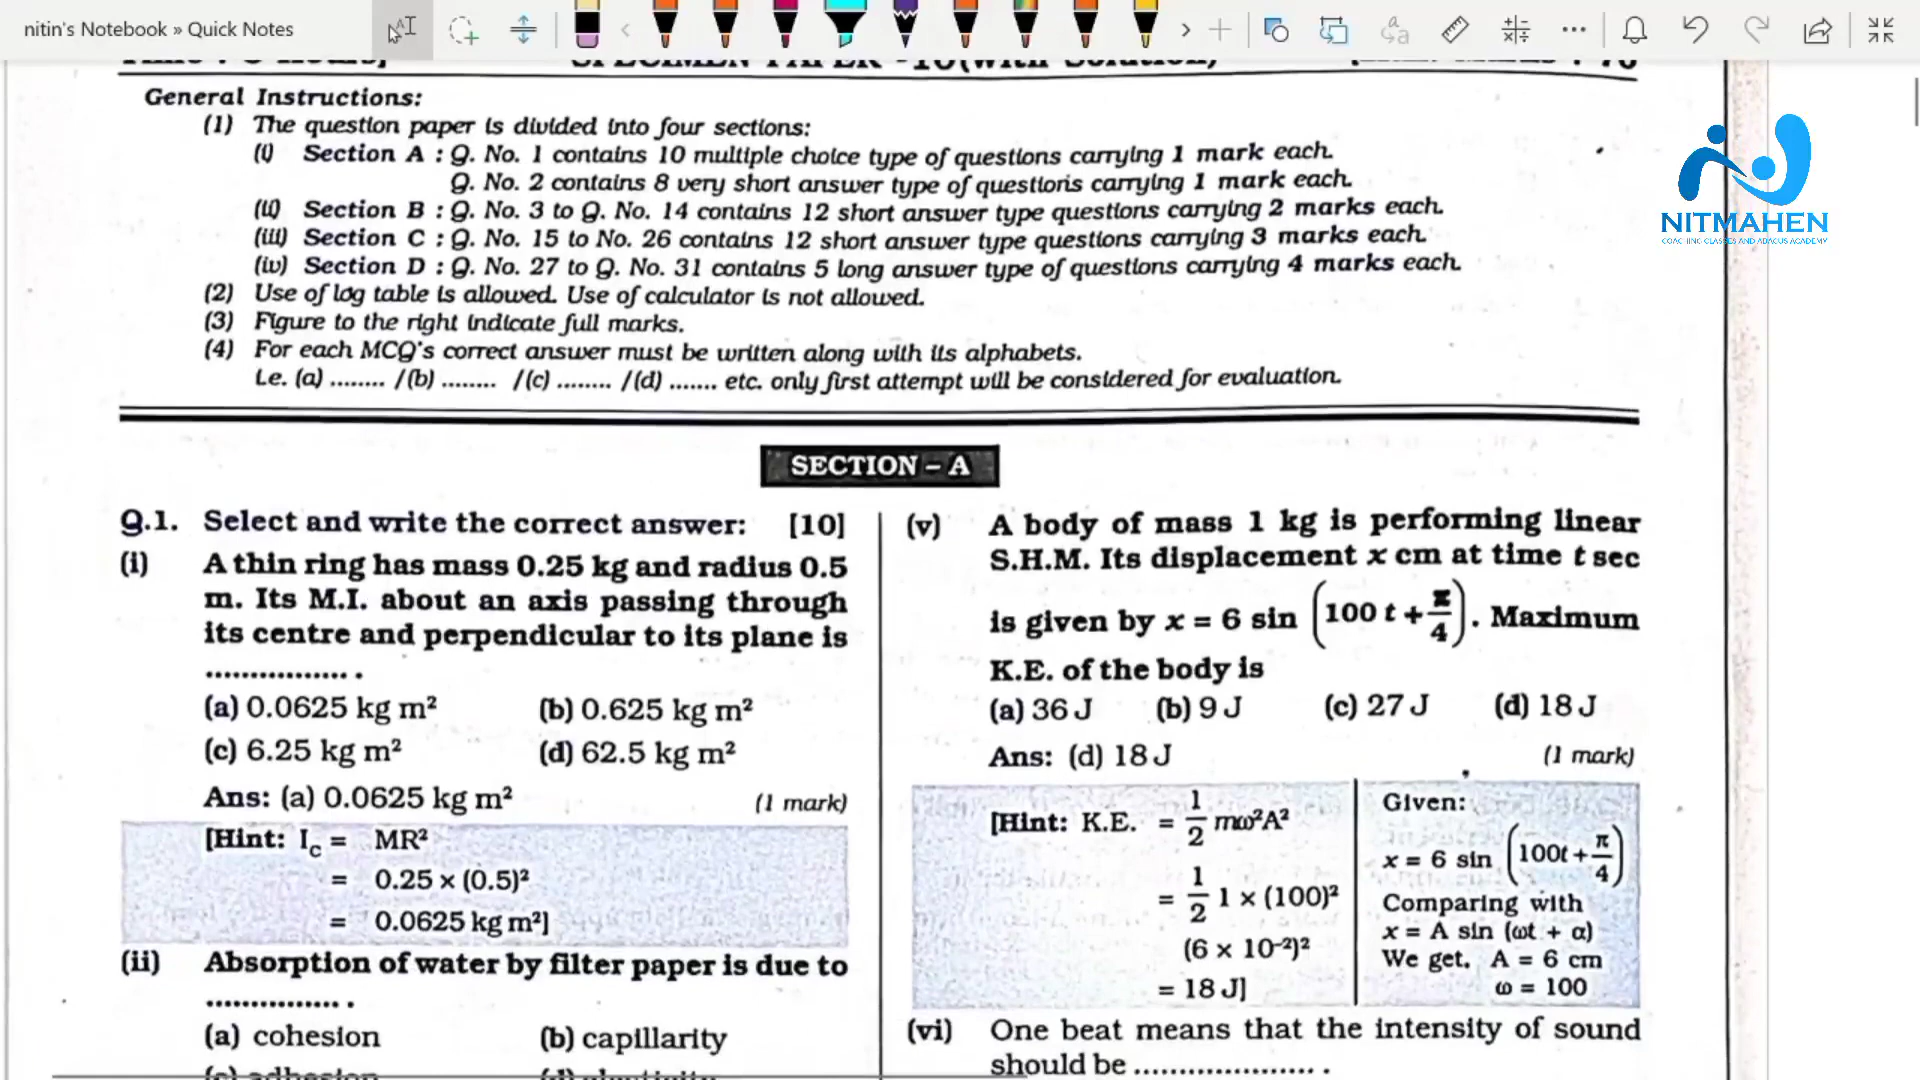 nitin's Notebook » Quick Notes
Time : 3 Hours] SPECIMEN PAPER -10(with Solution)
General Instructions:
(1) The question paper is divided into four sections:
(i) Section A : Q. No. 1 contains 10 multiple choice type of questions carrying 1 mark each.
Q. No. 2 contains 8 very short answer type of questions carrying 1 mark each.
(ii) Section B : Q. No. 3 to Q. No. 14 contains 12 short answer type questions carrying 2 marks each.
(iii) Section C : Q. No. 15 to No. 26 contains 12 short answer type questions carrying 3 marks each.
(iv) Section D : Q. No. 27 to Q. No. 31 contains 5 long answer type of questions carrying 4 marks each.
(2) Use of log table is allowed. Use of calculator is not allowed.
(3) Figure to the right indicate full marks.
(4) For each MCQ's correct answer must be written along with its alphabets.
i.e. (a) ........ /(b) ........ /(c) ........ /(d) ....... etc. only first attempt will be considered for evaluation.
NITMAHEN
COACHING CLASSES AND ABACUS ACADEMY
SECTION – A
Q.1. Select and write the correct answer: [10]
(i) A thin ring has mass 0.25 kg and radius 0.5
m. Its M.I. about an axis passing through
its centre and perpendicular to its plane is
................ .
(a) 0.0625 kg m² (b) 0.625 kg m²
(c) 6.25 kg m² (d) 62.5 kg m²
Ans: (a) 0.0625 kg m² (1 mark)
[Hint: I_c = MR²
= 0.25 × (0.5)²
= 0.0625 kg m²]
(ii) Absorption of water by filter paper is due to
............... .
(a) cohesion (b) capillarity
(c) adhesion (d) elasticity
(v) A body of mass 1 kg is performing linear
S.H.M. Its displacement x cm at time t sec
is given by x = 6 sin (100 t + π/4). Maximum
K.E. of the body is
(a) 36 J (b) 9 J (c) 27 J (d) 18 J
Ans: (d) 18 J (1 mark)
[Hint: K.E. = 1/2 mω²A²
= 1/2 1 × (100)²
(6 × 10⁻²)²
= 18 J]
Given:
x = 6 sin (100t + π/4)
Comparing with
x = A sin (ωt + α)
We get, A = 6 cm
ω = 100
(vi) One beat means that the intensity of sound
should be .................... .